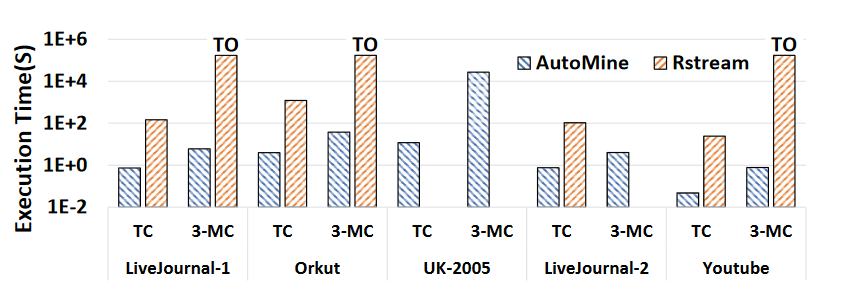 Execution Time(S)
1E+6
1E+4
1E+2
1E+0
1E-2
TO TO TO
AutoMine Rstream
TC 3-MC TC 3-MC TC 3-MC TC 3-MC TC 3-MC
LiveJournal-1 Orkut UK-2005 LiveJournal-2 Youtube